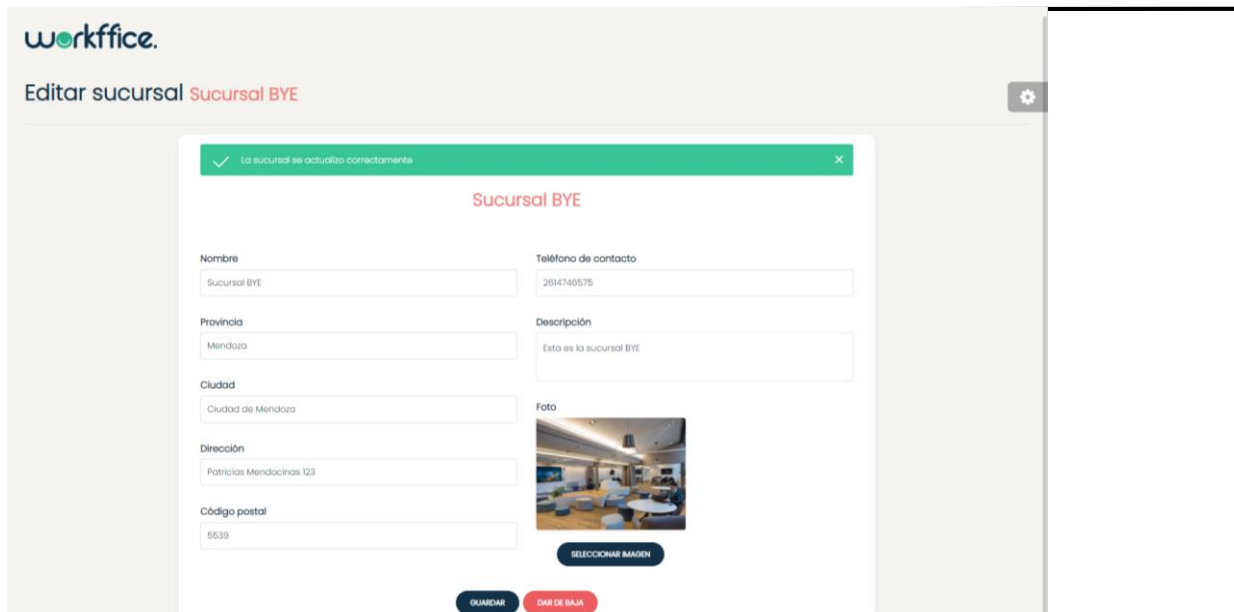 workffice.
Editar sucursal Sucursal BYE
La sucursal se actualizo correctamente
Sucursal BYE
Nombre
Sucursal BYE
Teléfono de contacto
2614746575
Provincia
Mendoza
Descripción
Esta es la sucursal BYE
Ciudad
Ciudad de Mendoza
Foto
Dirección
Patricias Mendocinas 123
Código postal
5539
SELECCIONAR IMAGEN
GUARDAR
DAR DE BAJA